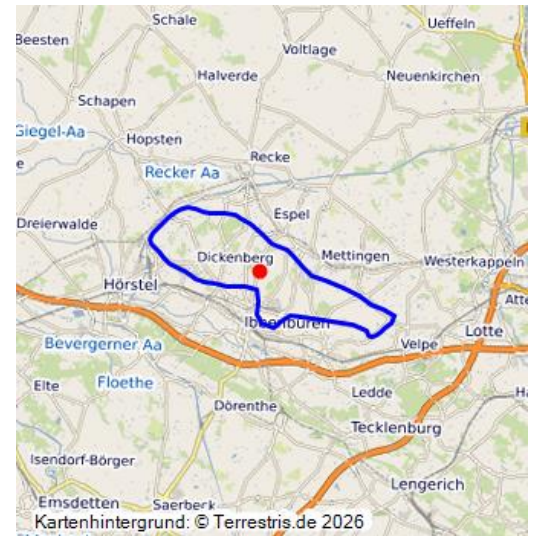 Schale
Ueffeln
Beesten
Voltlage
Halverde
Neuenkirchen
Schapen
Giegel-Aa
Hopsten
Recke
Recker Aa
Espel
Dreierwalde
Dickenberg
Mettingen
Westerkappeln
Hörstel
Atte
Ibbenbüren
Lotte
Bevergerner Aa
Velpe
Elte
Floethe
Ledde
Ha
Dörenthe
Tecklenburg
Isendorf-Börger
Lengerich
Emsdetten
Saerbeck
Kartenhintergrund: © Terrestris.de 2026